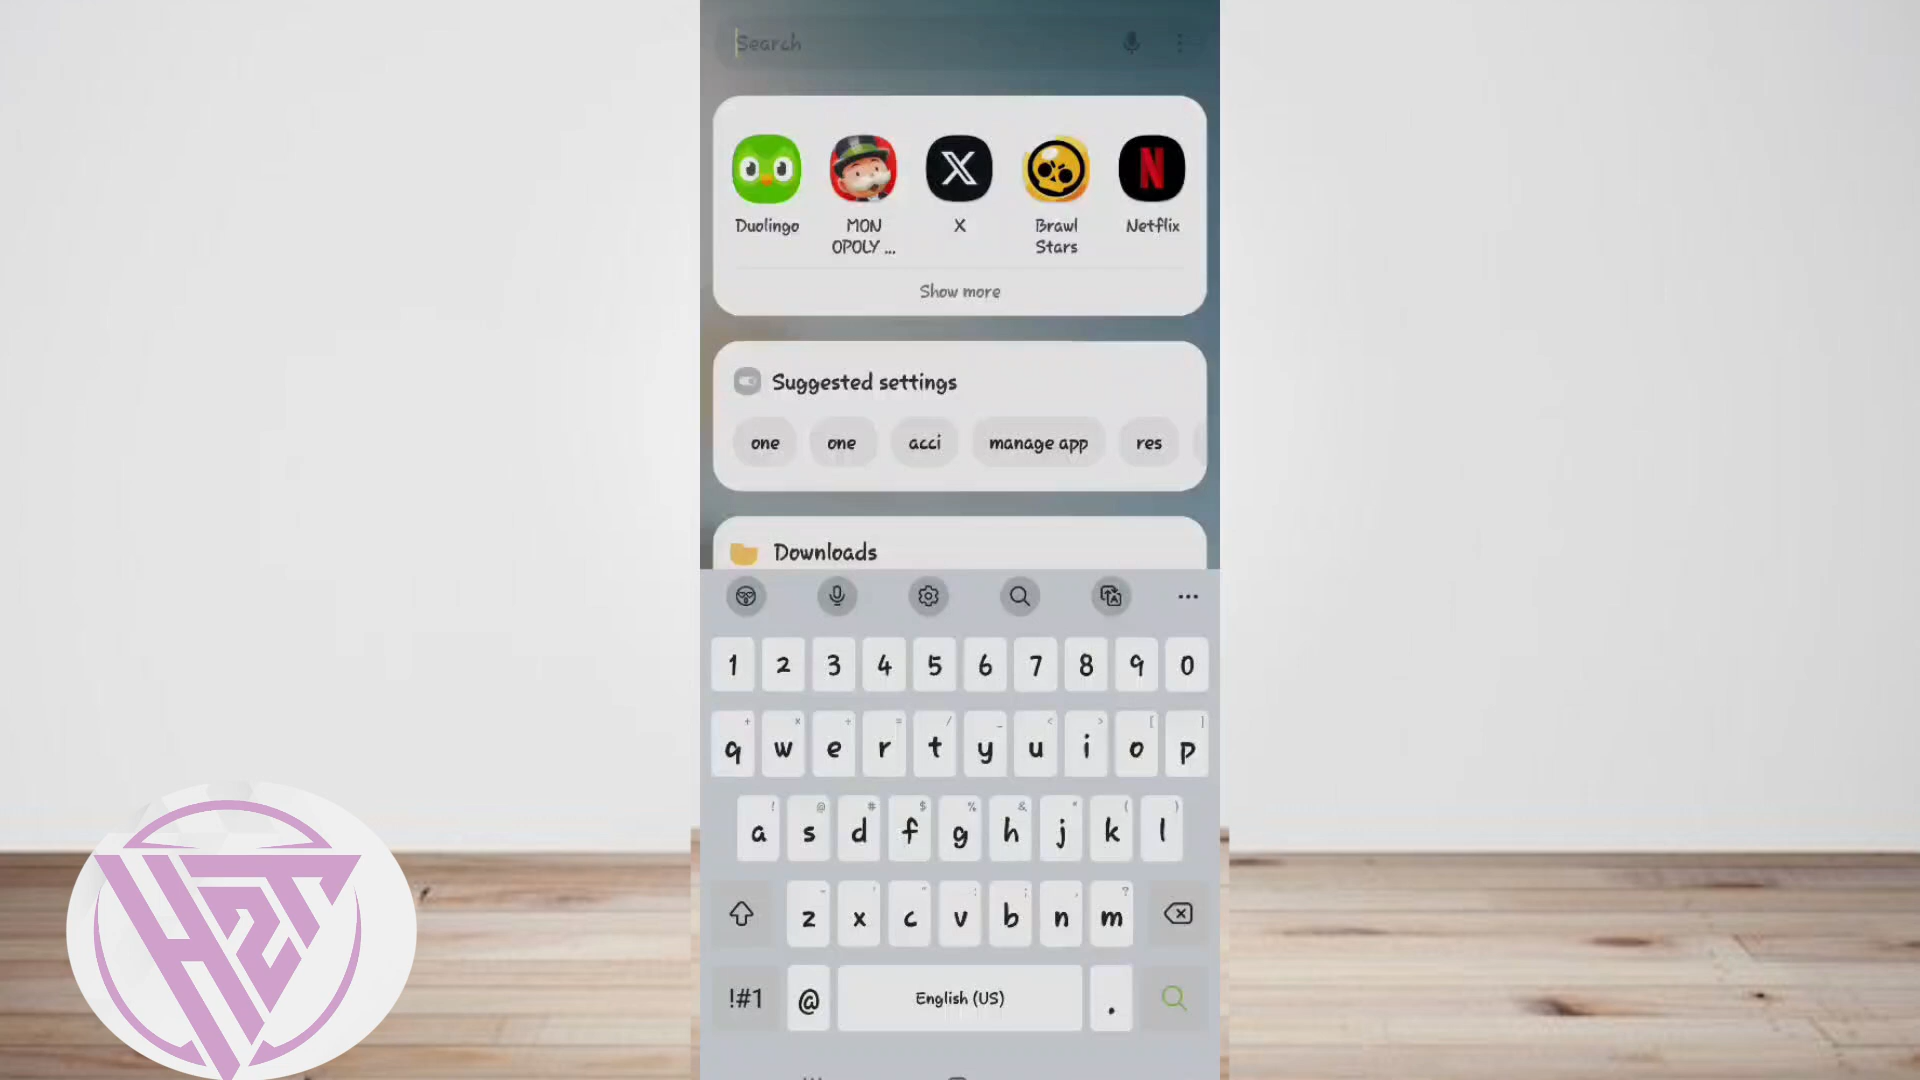 Search
Duolingo
MON
OPOLY ...
X
Brawl
Stars
Netflix
Show more
Suggested settings
one one acci manage app res
Downloads
1 2 3 4 5 6 7 8 9 0
+ × ÷ = / _ < > [ ]
q w e r t y u i o p
! @ # $ % & * ( )
a s d f g h j k l
- ' " : ; , ?
z x c v b n m
!#1 @ English (US) .
H2T